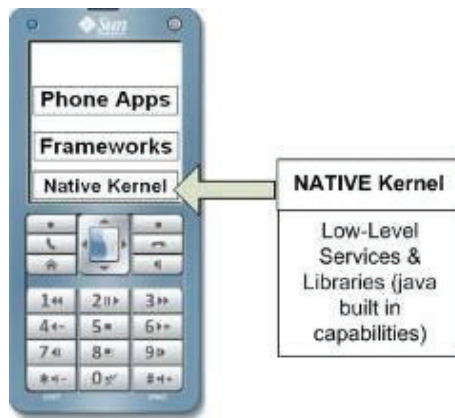 Sun
Phone Apps
Frameworks
Native Kernel
NATIVE Kernel
Low-Level
Services &
Libraries (java
built in
capabilities)
1 2 3
4 5 6
7 8 9
* 0 #